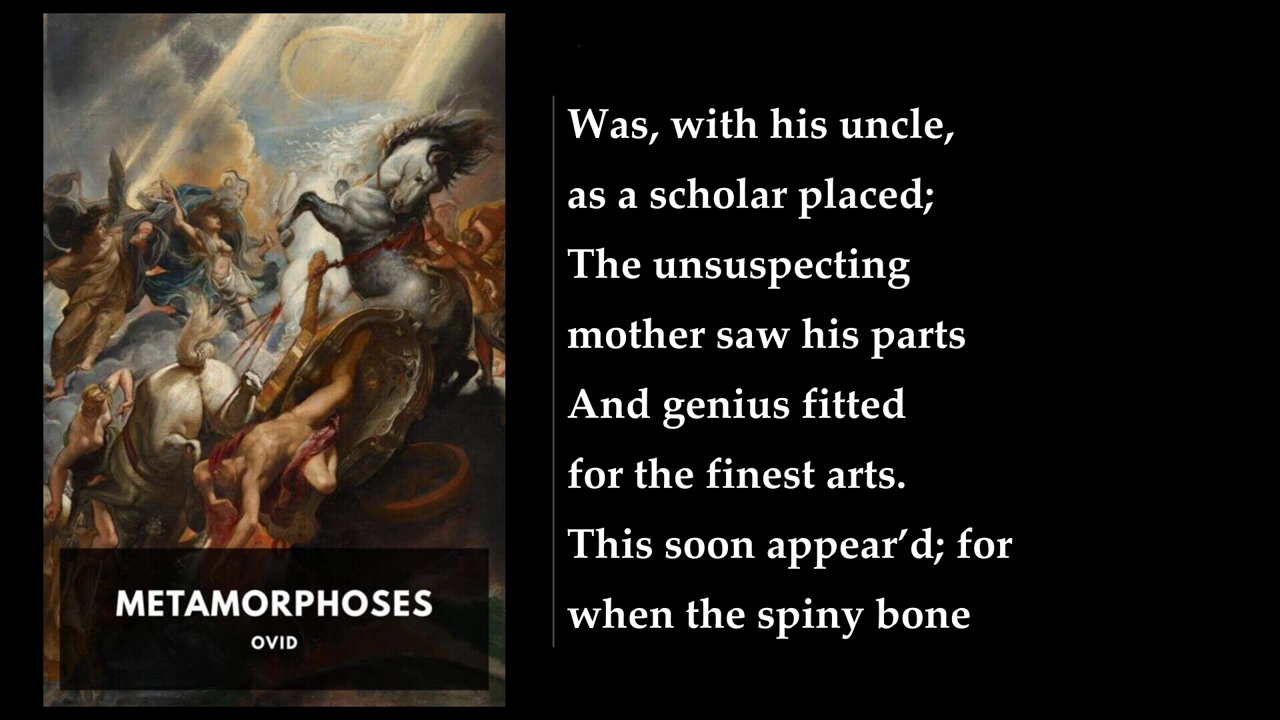 METAMORPHOSES
OVID
Was, with his uncle,
as a scholar placed;
The unsuspecting
mother saw his parts
And genius fitted
for the finest arts.
This soon appear’d; for
when the spiny bone